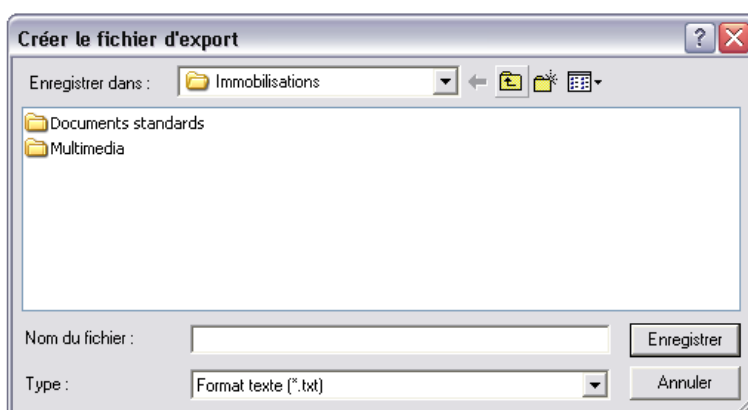 Créer le fichier d'export
Enregistrer dans : Immobilisations
Documents standards
Multimedia
Nom du fichier : Enregistrer
Type : Format texte (*.txt) Annuler